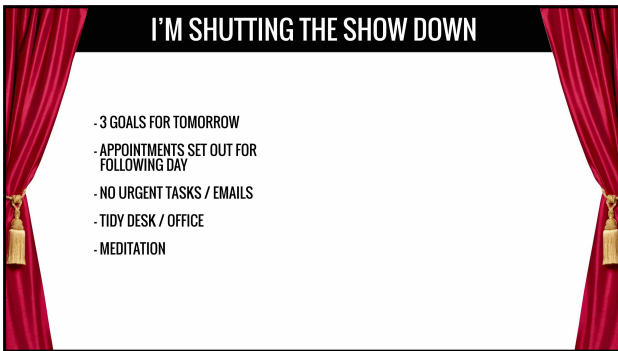 I'M SHUTTING THE SHOW DOWN
- 3 GOALS FOR TOMORROW
- APPOINTMENTS SET OUT FOR
FOLLOWING DAY
- NO URGENT TASKS / EMAILS
- TIDY DESK / OFFICE
- MEDITATION